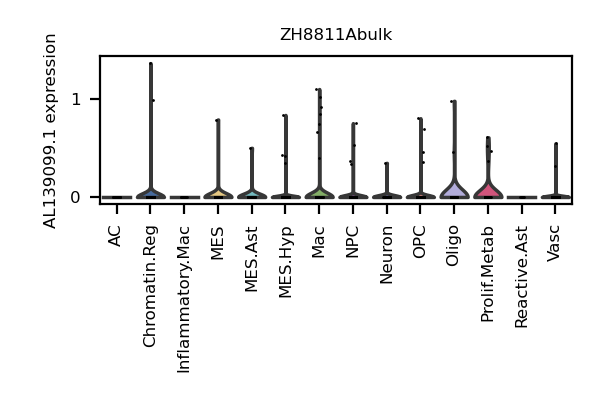 ZH8811Abulk
AL139099.1 expression
1
0
AC
Chromatin.Reg
Inflammatory.Mac
MES
MES.Ast
MES.Hyp
Mac
NPC
Neuron
OPC
Oligo
Prolif.Metab
Reactive.Ast
Vasc